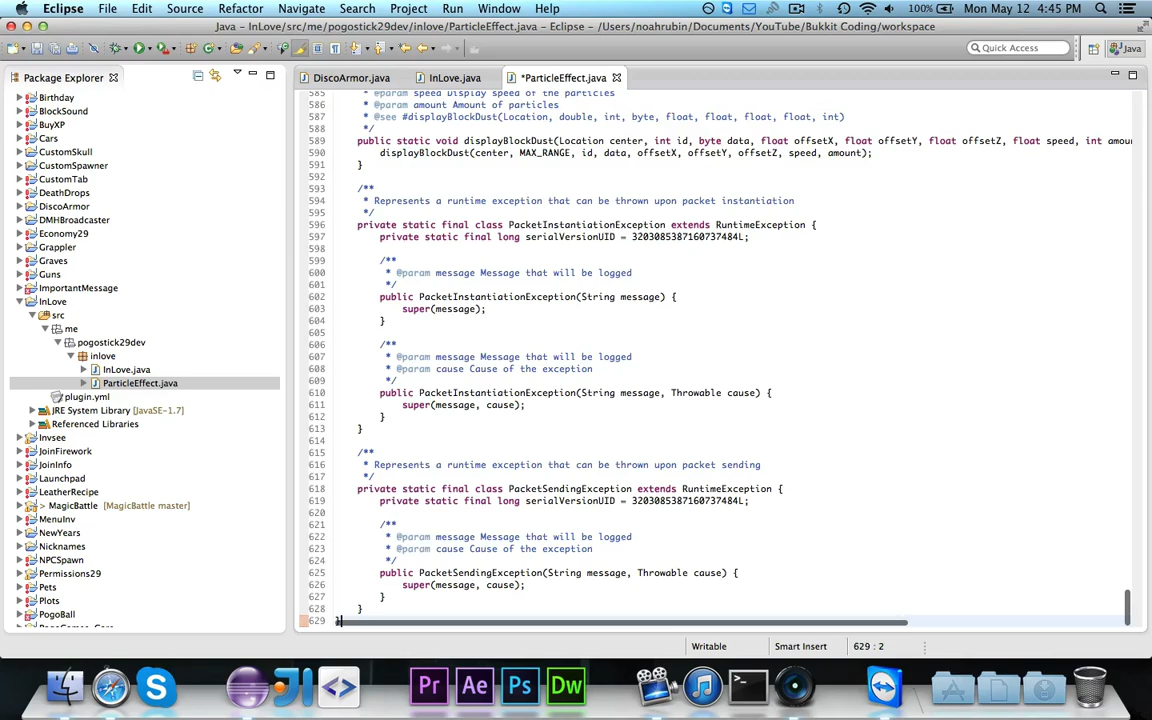 Eclipse File Edit Source Refactor Navigate Search Project Run Window Help 100% Mon May 12 4:45 PM
Java – InLove/src/me/pogostick29dev/inlove/ParticleEffect.java – Eclipse – /Users/noahrubin/Documents/YouTube/Bukkit Coding/workspace
Quick Access
Java
Package Explorer
DiscoArmor.java
InLove.java
*ParticleEffect.java
Birthday
BlockSound
BuyXP
Cars
CustomSkull
CustomSpawner
CustomTab
DeathDrops
DiscoArmor
DMHBroadcaster
Economy29
Grappler
Graves
Guns
ImportantMessage
InLove
src
me
pogostick29dev
inlove
InLove.java
ParticleEffect.java
plugin.yml
JRE System Library [JavaSE-1.7]
Referenced Libraries
Invsee
JoinFirework
JoinInfo
Launchpad
LeatherRecipe
> MagicBattle [MagicBattle master]
MenuInv
NewYears
Nicknames
NPCSpawn
Permissions29
Pets
Plots
PogoBall
585 * @param speed Display speed of the particles
586 * @param amount Amount of particles
587 * @see #displayBlockDust(Location, double, int, byte, float, float, float, float, int)
588 */
589 public static void displayBlockDust(Location center, int id, byte data, float offsetX, float offsetY, float offsetZ, float speed, int amou
590 displayBlockDust(center, MAX_RANGE, id, data, offsetX, offsetY, offsetZ, speed, amount);
591 }
592
593 /**
594 * Represents a runtime exception that can be thrown upon packet instantiation
595 */
596 private static final class PacketInstantiationException extends RuntimeException {
597 private static final long serialVersionUID = 3203085387160737484L;
598
599 /**
600 * @param message Message that will be logged
601 */
602 public PacketInstantiationException(String message) {
603 super(message);
604 }
605
606 /**
607 * @param message Message that will be logged
608 * @param cause Cause of the exception
609 */
610 public PacketInstantiationException(String message, Throwable cause) {
611 super(message, cause);
612 }
613 }
614
615 /**
616 * Represents a runtime exception that can be thrown upon packet sending
617 */
618 private static final class PacketSendingException extends RuntimeException {
619 private static final long serialVersionUID = 3203085387160737484L;
620
621 /**
622 * @param message Message that will be logged
623 * @param cause Cause of the exception
624 */
625 public PacketSendingException(String message, Throwable cause) {
626 super(message, cause);
627 }
628 }
629 }
Writable Smart Insert 629 : 2
Pr Ae Ps Dw